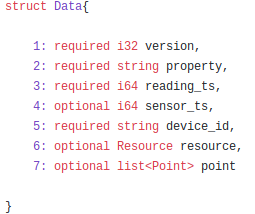 struct Data{
1: required i32 version,
2: required string property,
3: required i64 reading_ts,
4: optional i64 sensor_ts,
5: required string device_id,
6: optional Resource resource,
7: optional list<Point> point
}